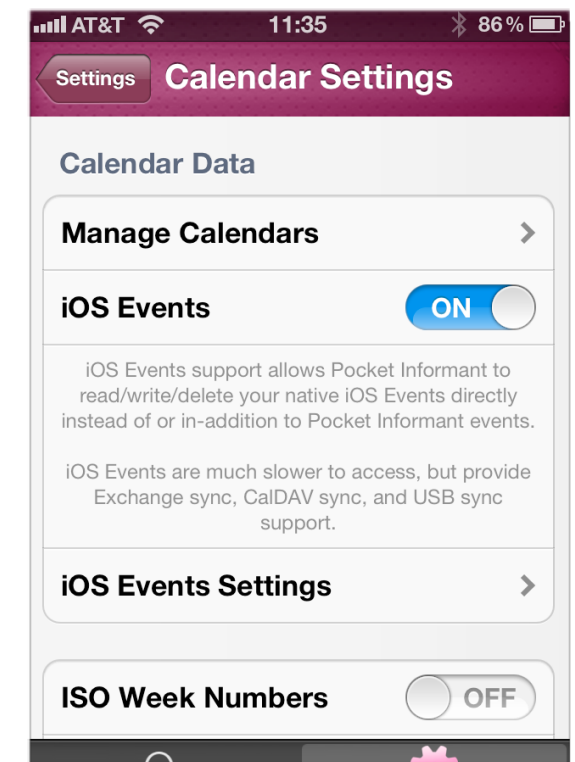 AT&T 11:35 86%
Settings Calendar Settings
Calendar Data
Manage Calendars
iOS Events ON
iOS Events support allows Pocket Informant to
read/write/delete your native iOS Events directly
instead of or in-addition to Pocket Informant events.
iOS Events are much slower to access, but provide
Exchange sync, CalDAV sync, and USB sync
support.
iOS Events Settings
ISO Week Numbers OFF